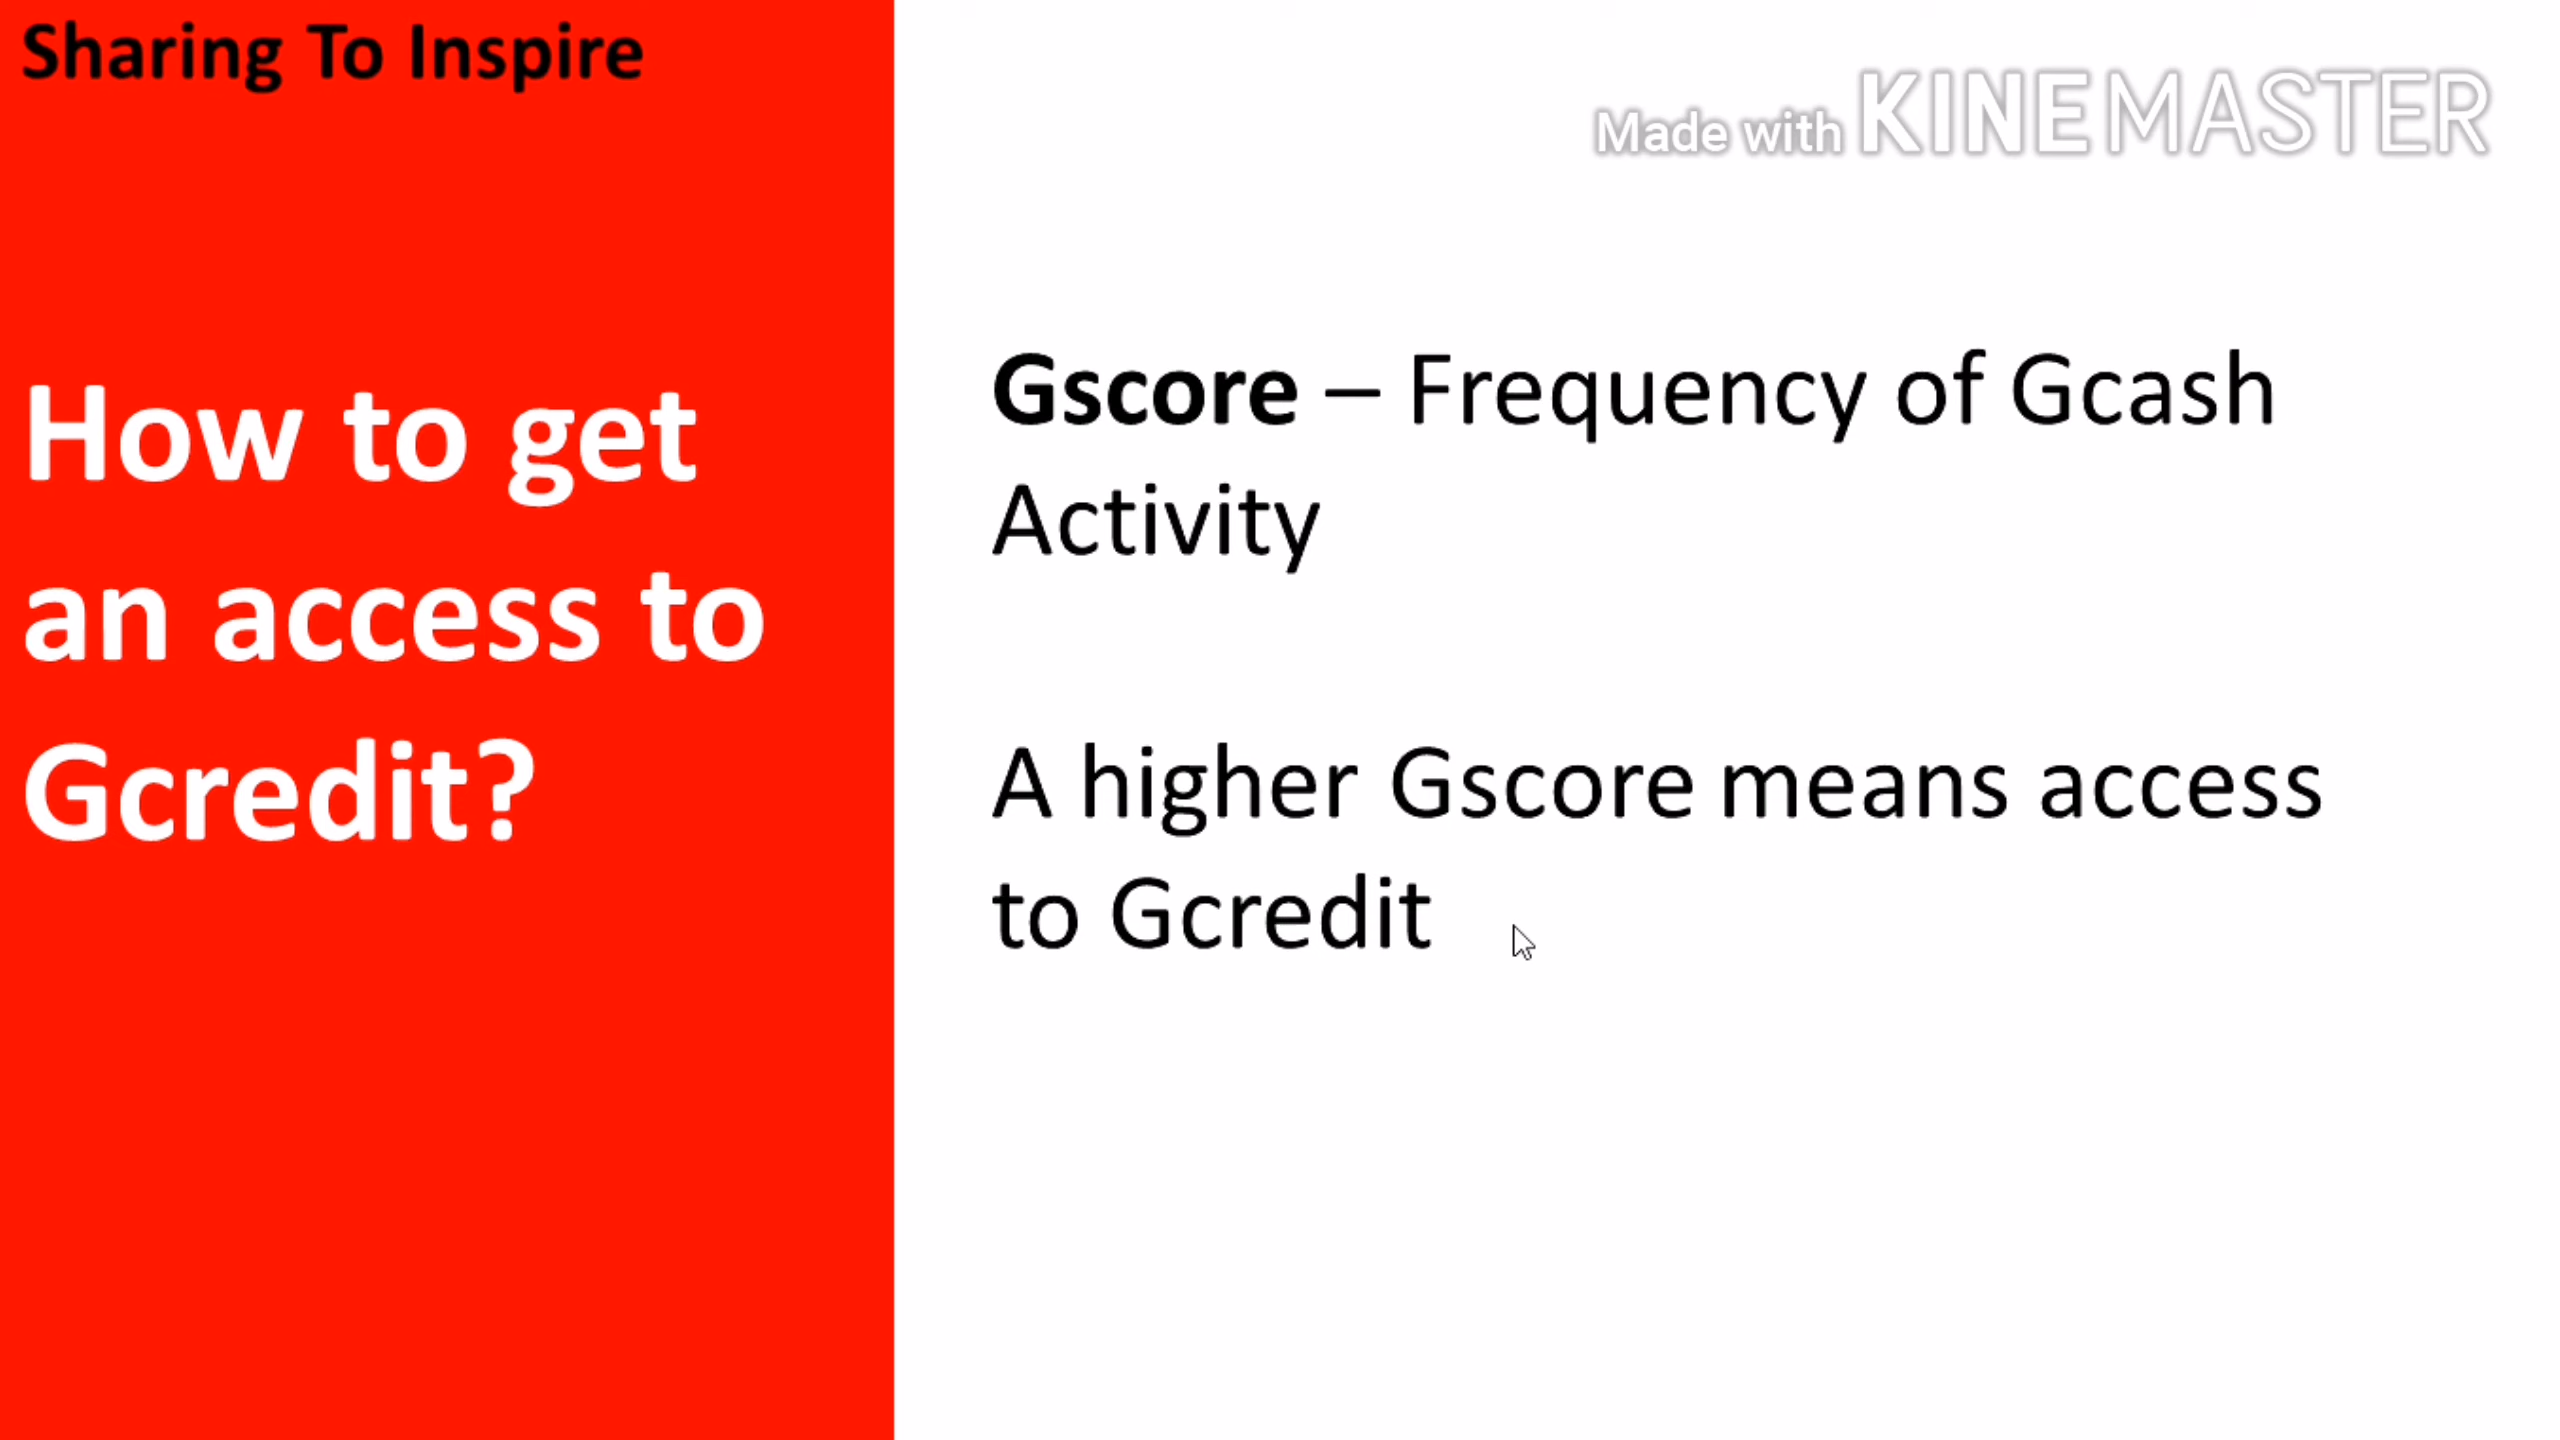 Sharing To Inspire
Made with KINEMASTER
How to get
an access to
Gcredit?
Gscore – Frequency of Gcash
Activity
A higher Gscore means access
to Gcredit